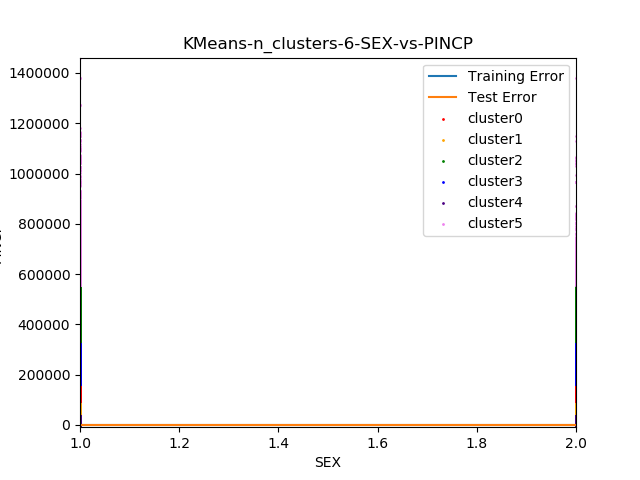 KMeans-n_clusters-6-SEX-vs-PINCP
1400000
1200000
1000000
800000
600000
400000
200000
0
Training Error
Test Error
cluster0
cluster1
cluster2
cluster3
cluster4
cluster5
1.0 1.2 1.4 1.6 1.8 2.0
SEX